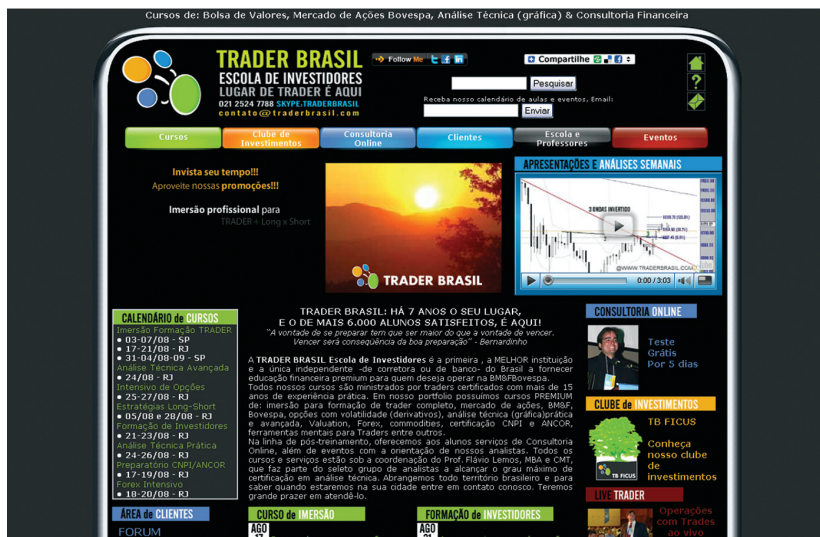 Cursos de: Bolsa de Valores, Mercado de Ações Bovespa, Análise Técnica (gráfica) & Consultoria Financeira
TRADER BRASIL
ESCOLA DE INVESTIDORES
LUGAR DE TRADER É AQUI
021 2524 7788 SKYPE:TRADERBRASIL
contato@traderbrasil.com
Follow Me
Compartilhe
Pesquisar
Receba nosso calendário de aulas e eventos, Email:
Enviar
Cursos
Clube de Investimentos
Consultoria Online
Clientes
Escola e Professores
Eventos
Invista seu tempo!!!
Aproveite nossas promoções!!!
Imersão profissional para
TRADER + Long x Short
TRADER BRASIL
APRESENTAÇÕES E ANÁLISES SEMANAIS
3 ONDAS INVERTIDO
@WWW.TRADERBRASIL.COM
0:00 / 3:03
CALENDÁRIO de CURSOS
Imersão Formação TRADER
● 03-07/08 - SP
● 17-21/08 - RJ
● 31-04/08-09 - SP
Análise Técnica Avançada
● 24/08 - RJ
Intensivo de Opções
● 25-27/08 - RJ
Estratégias Long-Short
● 05/08 e 28/08 - RJ
Formação de Investidores
● 21-23/08 - RJ
Análise Técnica Prática
● 24-26/08 - RJ
Preparatório CNPI/ANCOR
● 17-19/08 - RJ
Forex Intensivo
● 18-20/08 - RJ
ÁREA de CLIENTES
FORUM
TRADER BRASIL: HÁ 7 ANOS O SEU LUGAR,
E O DE MAIS 6.000 ALUNOS SATISFEITOS, É AQUI!
"A vontade de se preparar tem que ser maior do que a vontade de vencer.
Vencer será conseqüência da boa preparação" - Bernardinho
A TRADER BRASIL Escola de Investidores é a primeira , a MELHOR instituição
e a única independente -de corretora ou de banco- do Brasil a fornecer
educação financeira premium para quem deseja operar na BM&FBovespa.
Todos nossos cursos são ministrados por traders certificados com mais de 15
anos de experiência prática. Em nosso portfolio possuímos cursos PREMIUM
de: imersão para formação de trader completo, mercado de ações, BM&F,
Bovespa, opções com volatilidade (derivativos), análise técnica (gráfica)prática
e avançada, Valuation, Forex, commodities, certificação CNPI e ANCOR,
ferramentas mentais para Traders entre outros.
Na linha de pós-treinamento, oferecemos aos alunos serviços de Consultoria
Online, além de eventos com a orientação de nossos analistas. Todos os
cursos e serviços estão sob a coordenação do Prof. Flávio Lemos, MBA e CMT,
que faz parte do seleto grupo de analistas a alcançar o grau máximo de
certificação em análise técnica. Abrangemos todo território brasileiro e para
saber quando estaremos na sua cidade entre em contato conosco. Teremos
grande prazer em atendê-lo.
CURSO de IMERSÃO
AGO
17
FORMAÇÃO de INVESTIDORES
AGO
21
CONSULTORIA ONLINE
Teste
Grátis
Por 5 dias
CLUBE de INVESTIMENTOS
TB FICUS
TB FICUS
Conheça
nosso clube
de
investimentos
LIVE TRADER
Operações
com Trades
ao vivo